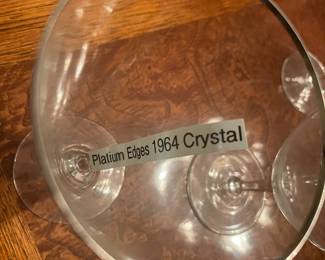 Platium Edges 1964 Crystal